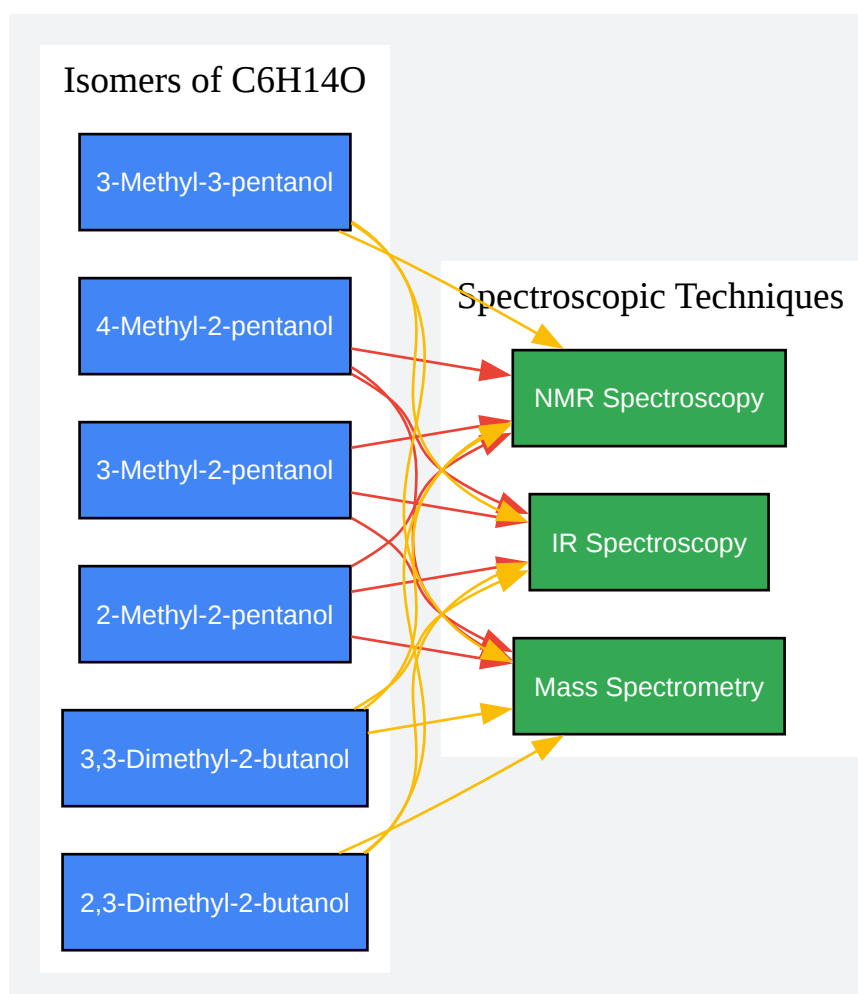 Isomers of C6H14O
3-Methyl-3-pentanol
4-Methyl-2-pentanol
3-Methyl-2-pentanol
2-Methyl-2-pentanol
3,3-Dimethyl-2-butanol
2,3-Dimethyl-2-butanol
Spectroscopic Techniques
NMR Spectroscopy
IR Spectroscopy
Mass Spectrometry